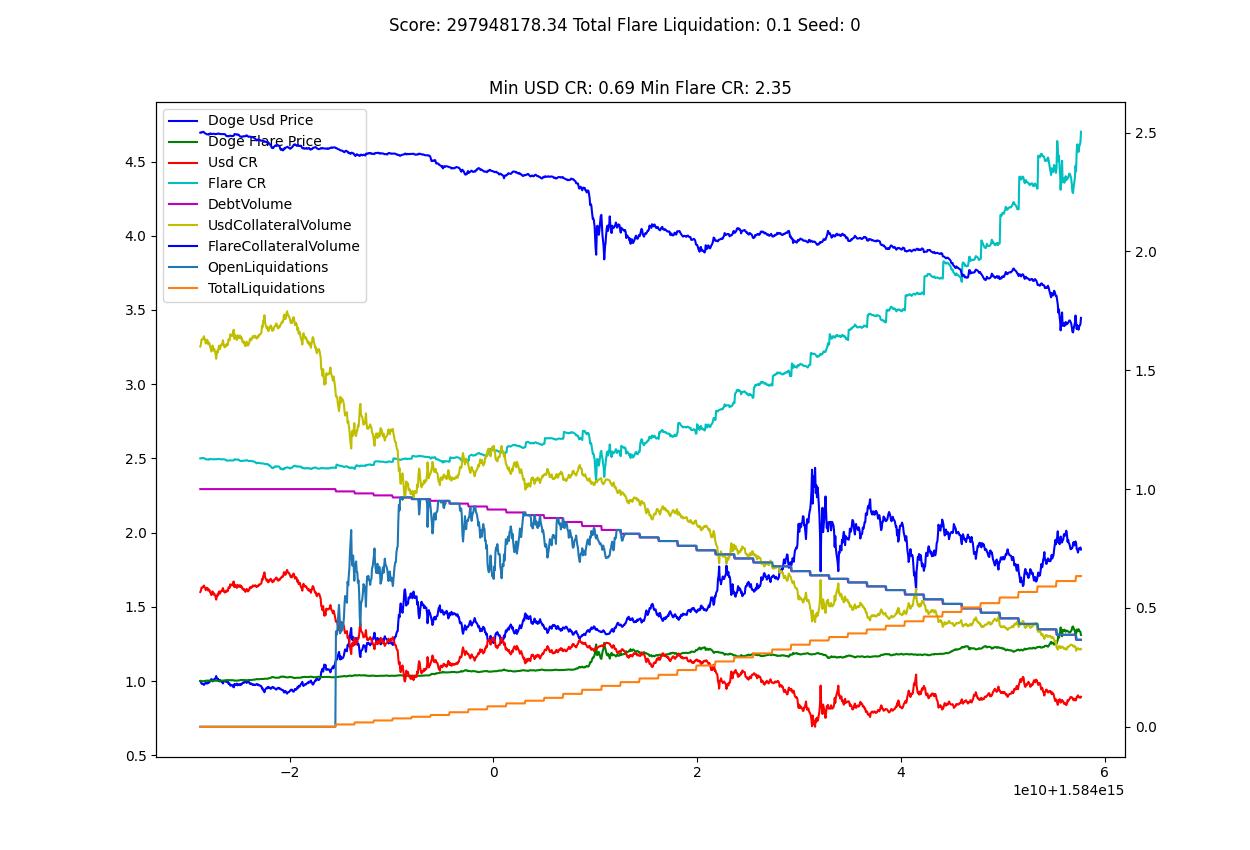 Score: 297948178.34 Total Flare Liquidation: 0.1 Seed: 0
Min USD CR: 0.69 Min Flare CR: 2.35
Doge Usd Price
Doge Flare Price
Usd CR
Flare CR
DebtVolume
UsdCollateralVolume
FlareCollateralVolume
OpenLiquidations
TotalLiquidations
4.5
4.0
3.5
3.0
2.5
2.0
1.5
1.0
0.5
2.5
2.0
1.5
1.0
0.5
0.0
−2 0 2 4 6
1e10+1.584e15